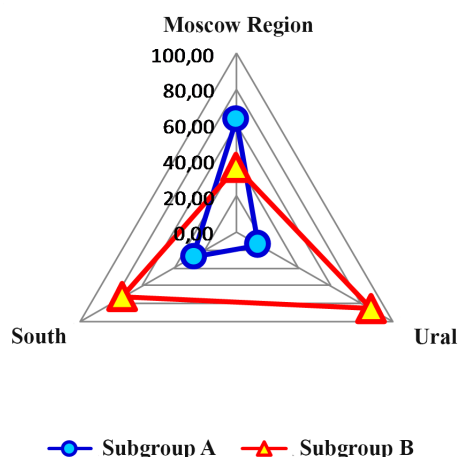 Moscow Region
100,00
80,00
60,00
40,00
20,00
0,00
South
Ural
Subgroup A
Subgroup B